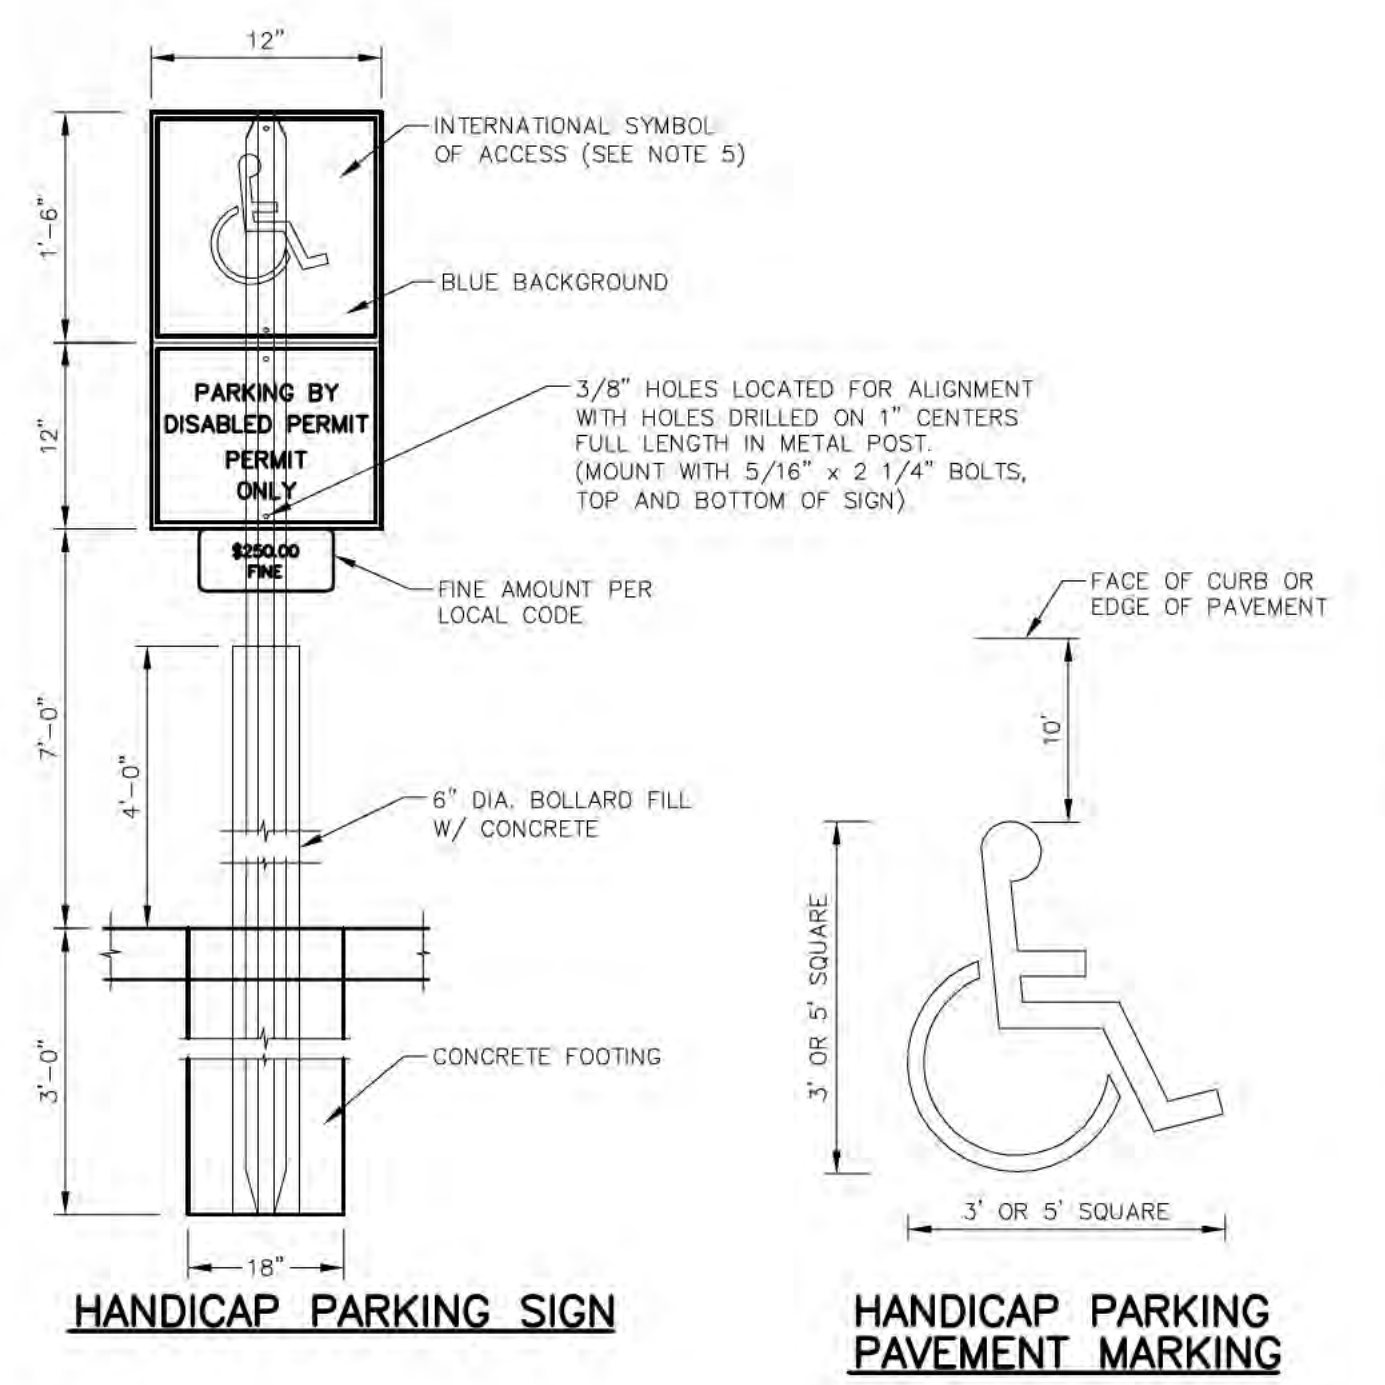 12"
INTERNATIONAL SYMBOL
OF ACCESS (SEE NOTE 5)
1'-6"
BLUE BACKGROUND
PARKING BY
DISABLED PERMIT
PERMIT
ONLY
12"
3/8" HOLES LOCATED FOR ALIGNMENT
WITH HOLES DRILLED ON 1" CENTERS
FULL LENGTH IN METAL POST.
(MOUNT WITH 5/16" x 2 1/4" BOLTS,
TOP AND BOTTOM OF SIGN)
$250.00
FINE
FINE AMOUNT PER
LOCAL CODE
7'-0"
4'-0"
6" DIA. BOLLARD FILL
W/ CONCRETE
3'-0"
CONCRETE FOOTING
18"
HANDICAP PARKING SIGN
FACE OF CURB OR
EDGE OF PAVEMENT
10'
3' OR 5' SQUARE
3' OR 5' SQUARE
HANDICAP PARKING
PAVEMENT MARKING